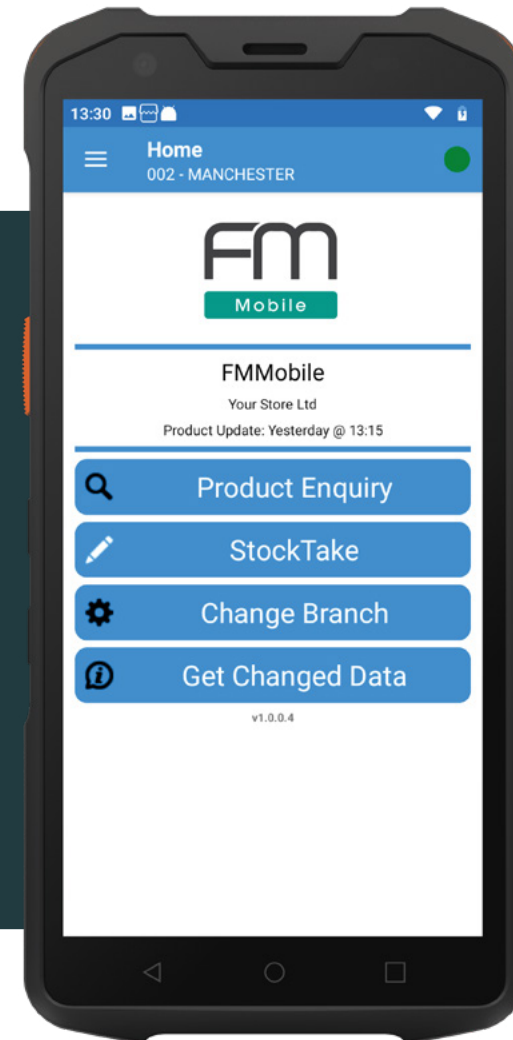 13:30
Home
002 - MANCHESTER
FM
Mobile
FMMobile
Your Store Ltd
Product Update: Yesterday @ 13:15
Product Enquiry
StockTake
Change Branch
Get Changed Data
v1.0.0.4